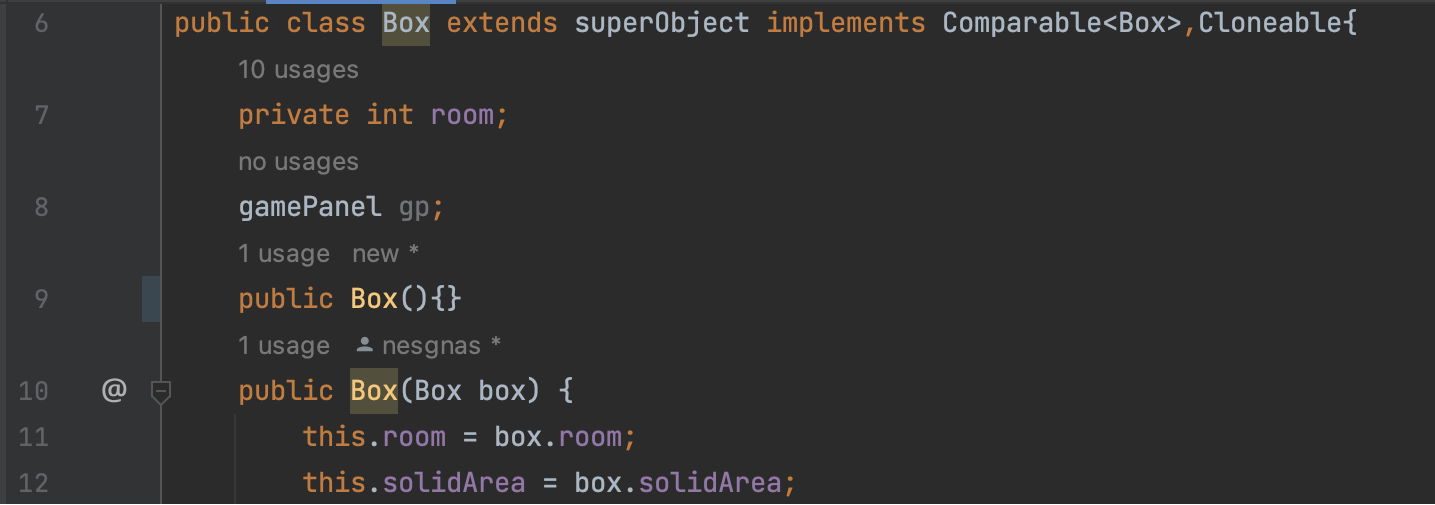 6 public class Box extends superObject implements Comparable<Box>,Cloneable{
10 usages
7 private int room;
no usages
8 gamePanel gp;
1 usage new *
9 public Box(){}
1 usage nesgnas *
10 @ public Box(Box box) {
11 this.room = box.room;
12 this.solidArea = box.solidArea;